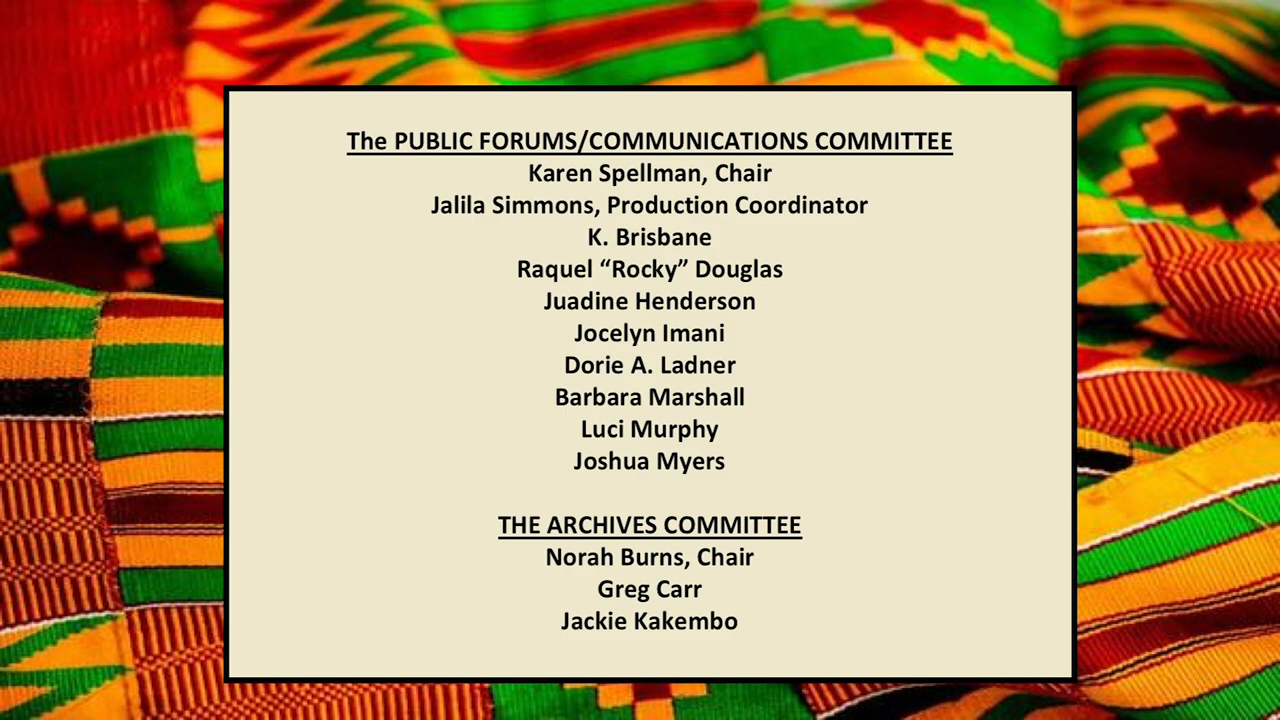 The PUBLIC FORUMS/COMMUNICATIONS COMMITTEE
Karen Spellman, Chair
Jalila Simmons, Production Coordinator
K. Brisbane
Raquel “Rocky” Douglas
Juadine Henderson
Jocelyn Imani
Dorie A. Ladner
Barbara Marshall
Luci Murphy
Joshua Myers
THE ARCHIVES COMMITTEE
Norah Burns, Chair
Greg Carr
Jackie Kakembo